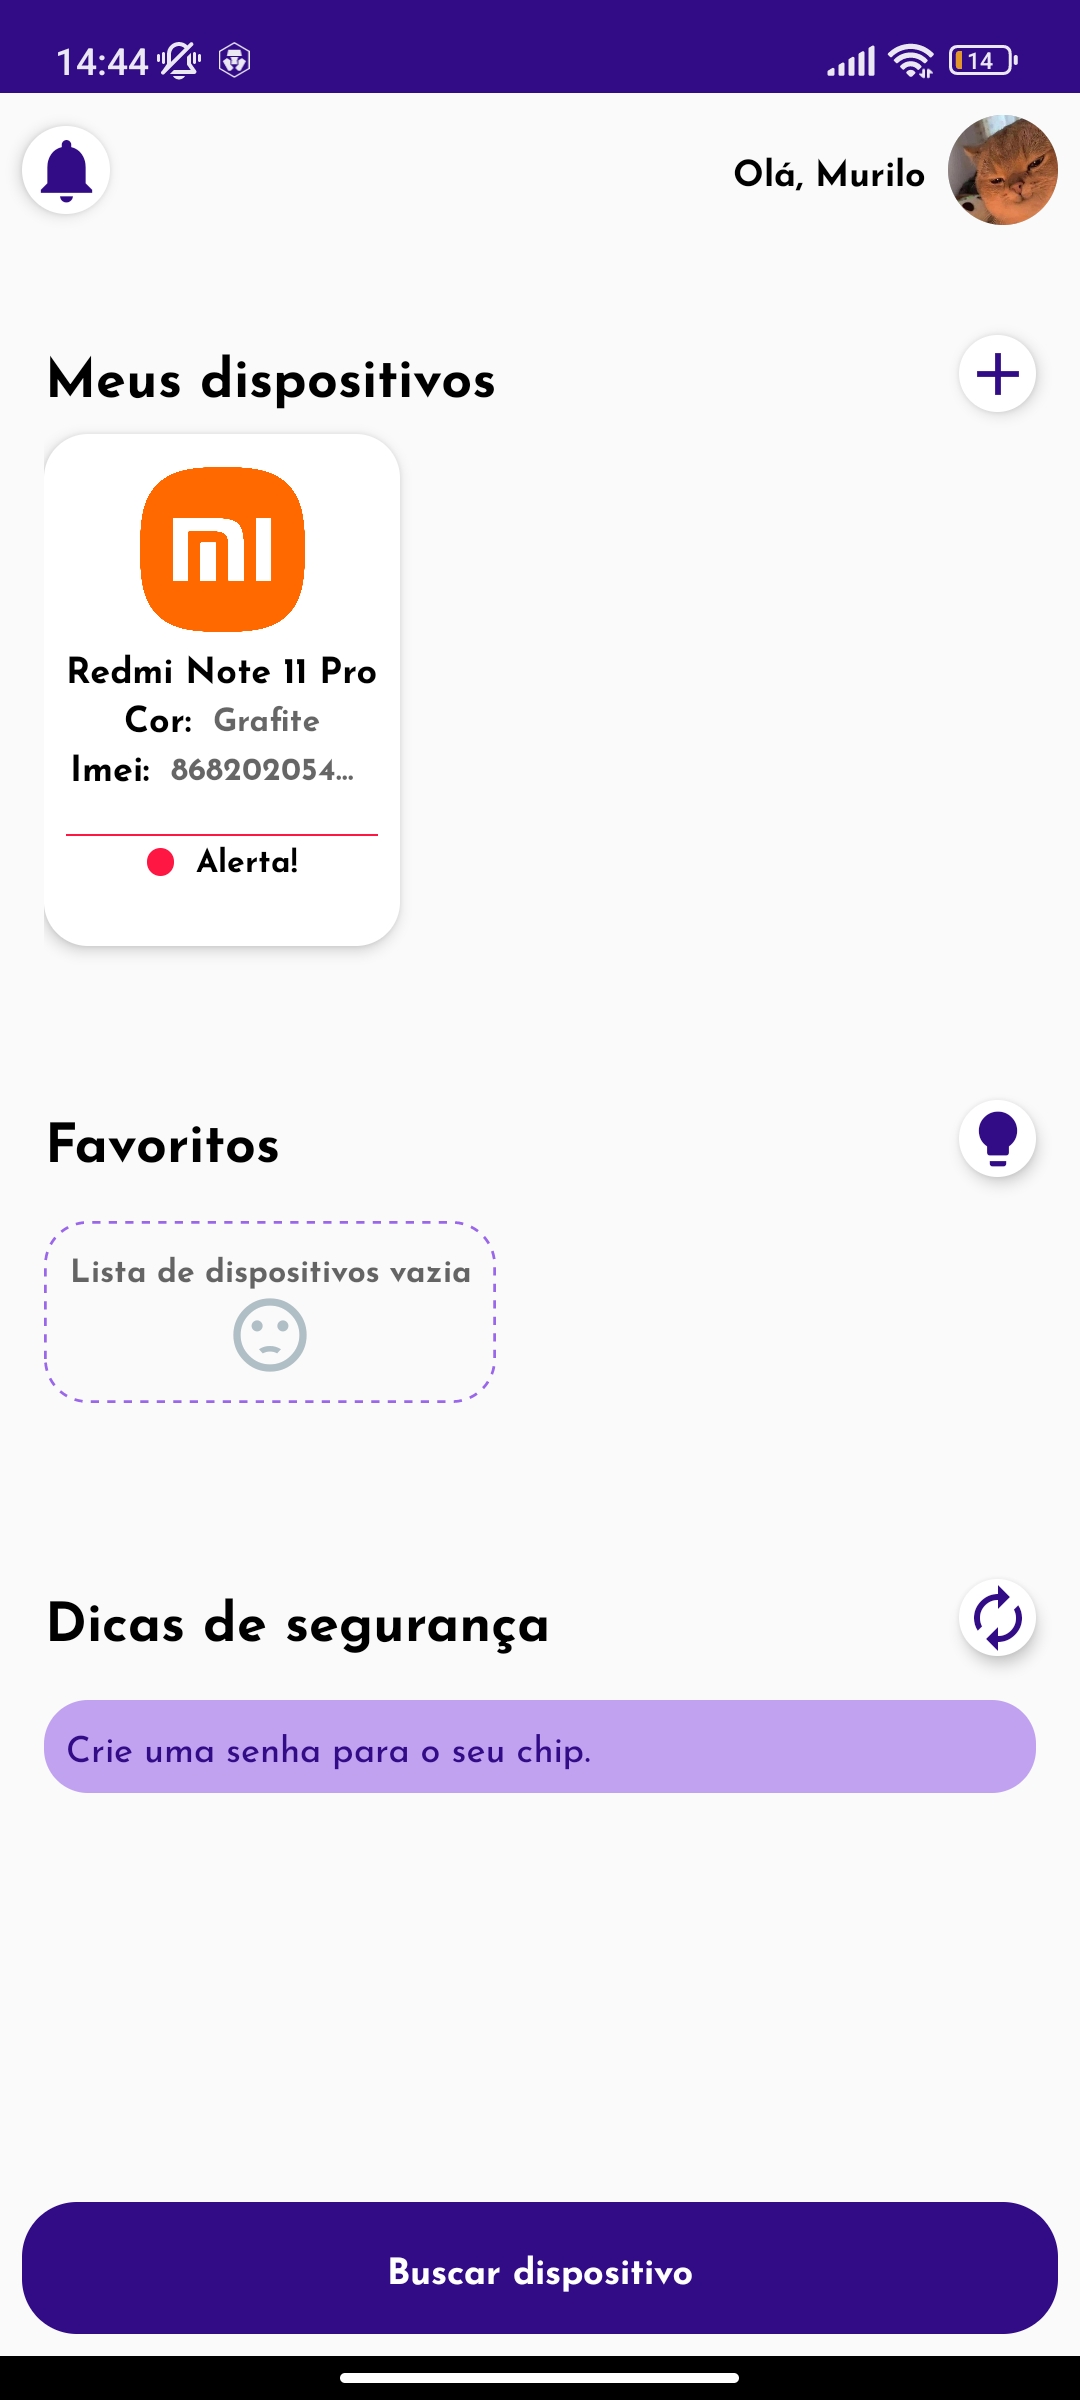 14:44
14
Olá, Murilo
Meus dispositivos
mi
Redmi Note 11 Pro
Cor: Grafite
Imei: 868202054...
Alerta!
Favoritos
Lista de dispositivos vazia
Dicas de segurança
Crie uma senha para o seu chip.
Buscar dispositivo